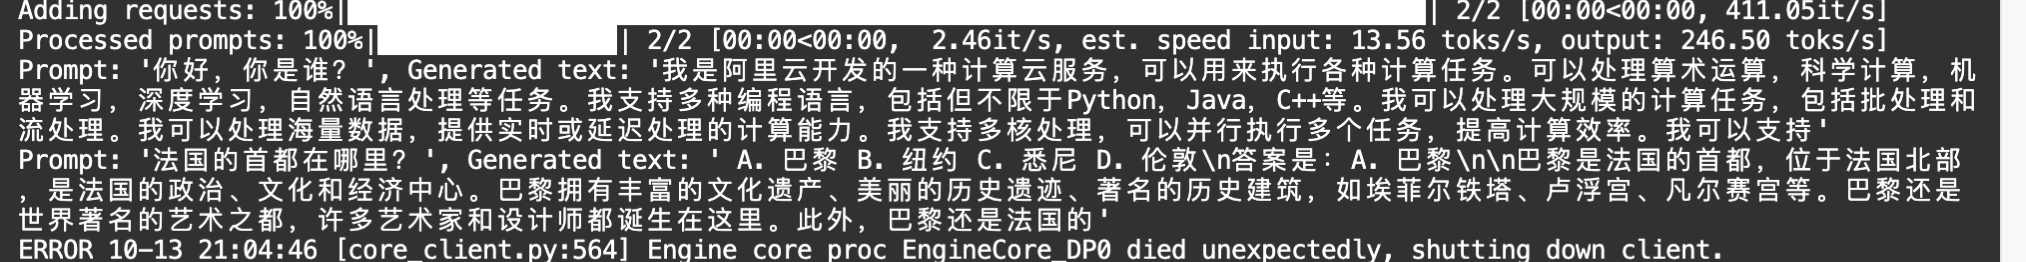 Adding requests: 100%| | 2/2 [00:00<00:00, 411.05it/s]
Processed prompts: 100%| | 2/2 [00:00<00:00,  2.46it/s, est. speed input: 13.56 toks/s, output: 246.50 toks/s]
Prompt: '你好，你是谁？', Generated text: '我是阿里云开发的一种计算云服务，可以用来执行各种计算任务。可以处理算术运算，科学计算，机
器学习，深度学习，自然语言处理等任务。我支持多种编程语言，包括但不限于Python，Java，C++等。我可以处理大规模的计算任务，包括批处理和
流处理。我可以处理海量数据，提供实时或延迟处理的计算能力。我支持多核处理，可以并行执行多个任务，提高计算效率。我可以支持'
Prompt: '法国的首都在哪里？', Generated text: ' A. 巴黎 B. 纽约 C. 悉尼 D. 伦敦\n答案是：A. 巴黎\n\n巴黎是法国的首都，位于法国北部
，是法国的政治、文化和经济中心。巴黎拥有丰富的文化遗产、美丽的历史遗迹、著名的历史建筑，如埃菲尔铁塔、卢浮宫、凡尔赛宫等。巴黎还是
世界著名的艺术之都，许多艺术家和设计师都诞生在这里。此外，巴黎还是法国的'
ERROR 10-13 21:04:46 [core_client.py:564] Engine core proc EngineCore_DP0 died unexpectedly, shutting down client.